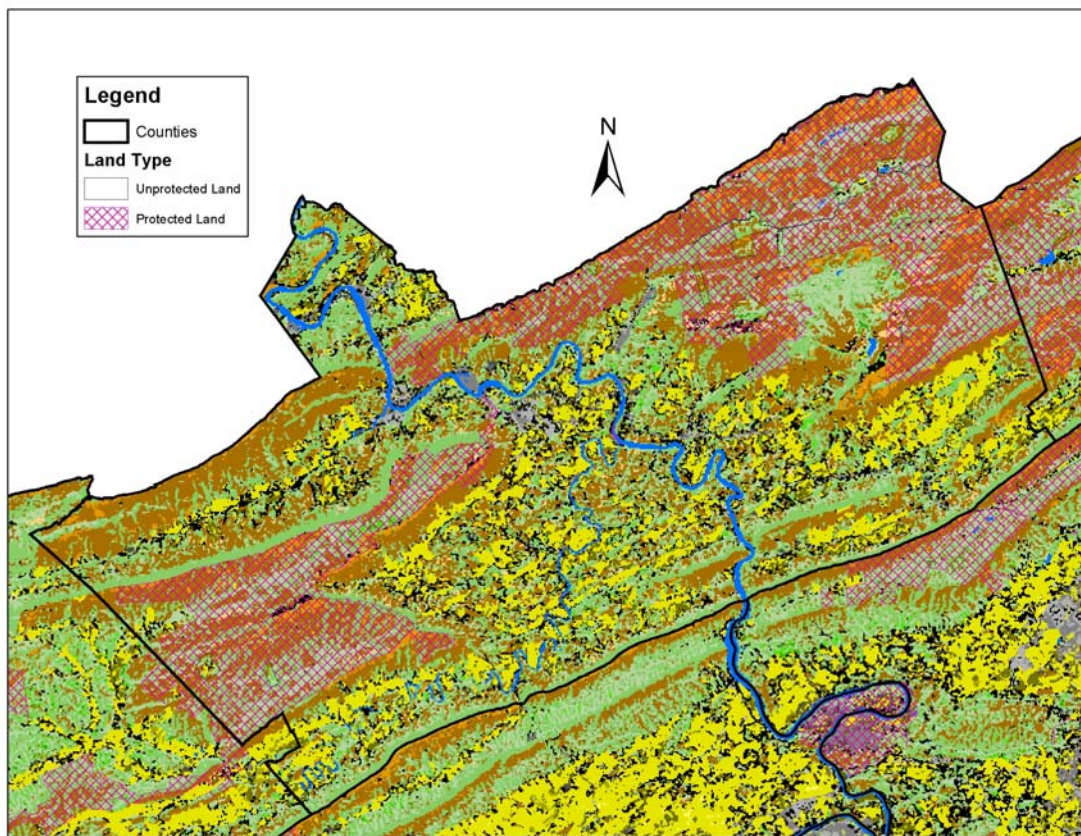 Legend
Counties
Land Type
Unprotected Land
Protected Land
N